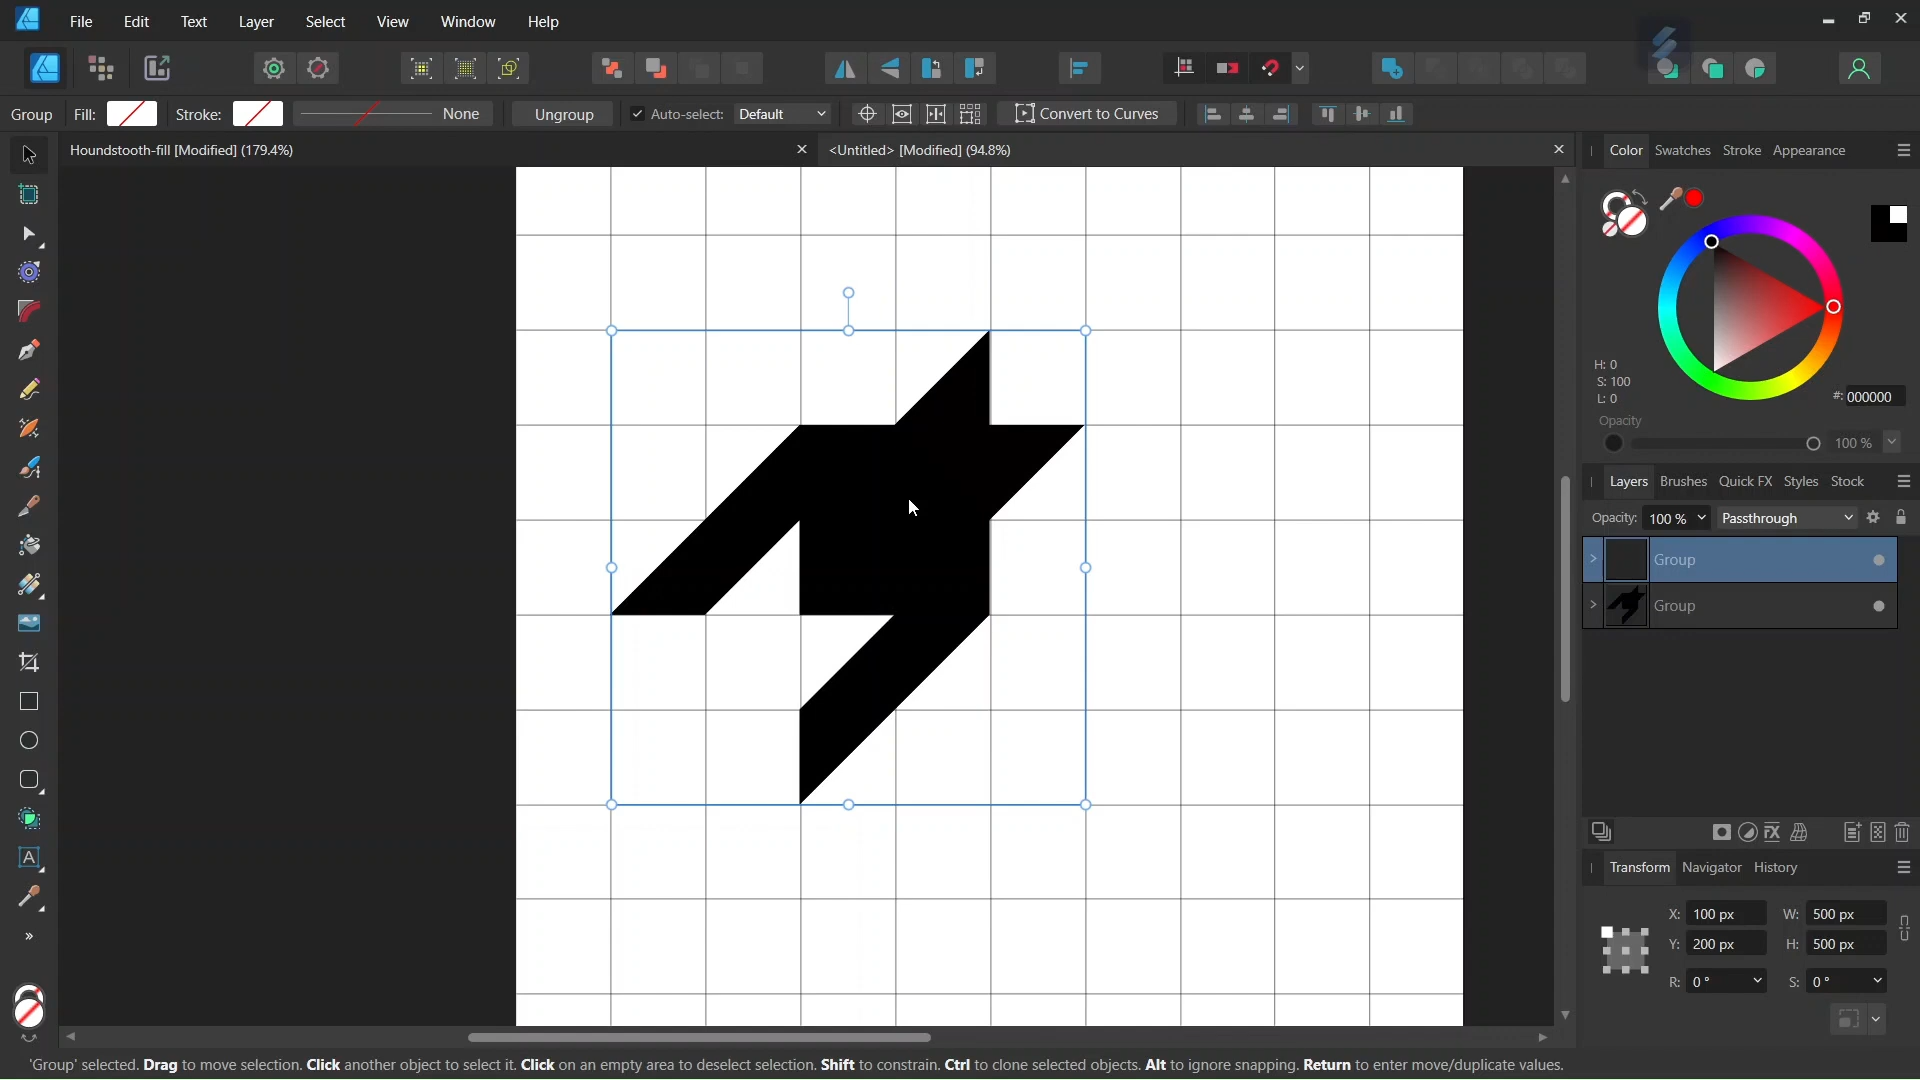 File Edit Text Layer Select View Window Help
Group Fill: Stroke: None Ungroup Auto-select: Default Convert to Curves
Houndstooth-fill [Modified] (179.4%) <Untitled> [Modified] (94.8%)
Color Swatches Stroke Appearance
H: 0
S: 100
L: 0
#: 000000
Opacity
100 %
Layers Brushes Quick FX Styles Stock
Opacity: 100 % Passthrough
Group
Group
Transform Navigator History
X: 100 px W: 500 px
Y: 200 px H: 500 px
R: 0 ° S: 0 °
'Group' selected. Drag to move selection. Click another object to select it. Click on an empty area to deselect selection. Shift to constrain. Ctrl to clone selected objects. Alt to ignore snapping. Return to enter move/duplicate values.